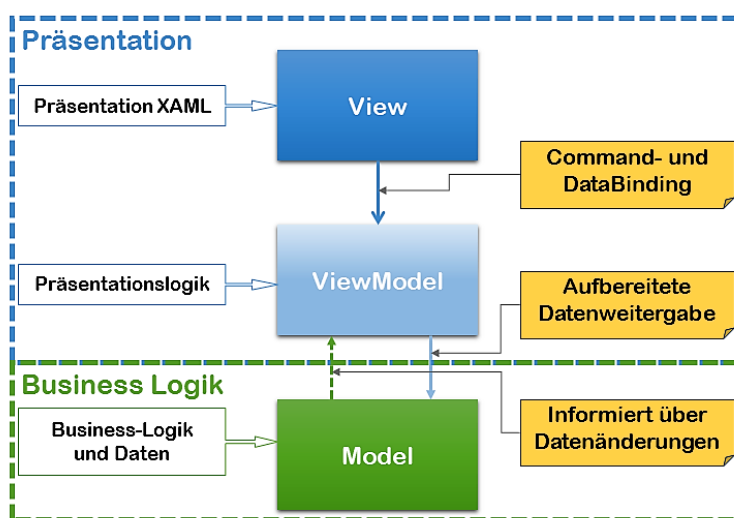 Präsentation
Präsentation XAML
View
Command- und
DataBinding
Präsentationslogik
ViewModel
Aufbereitete
Datenweitergabe
Business Logik
Business-Logik
und Daten
Model
Informiert über
Datenänderungen